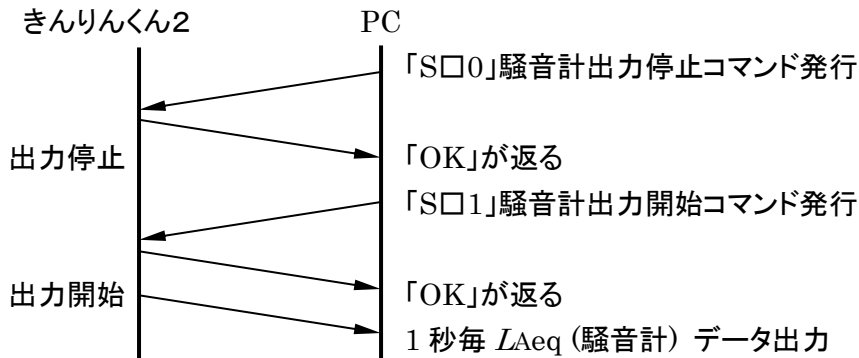 きんりんくん2 PC
「S□0」騒音計出力停止コマンド発行
出力停止 「OK」が返る
「S□1」騒音計出力開始コマンド発行
出力開始 「OK」が返る
1 秒毎 LAeq (騒音計) データ出力